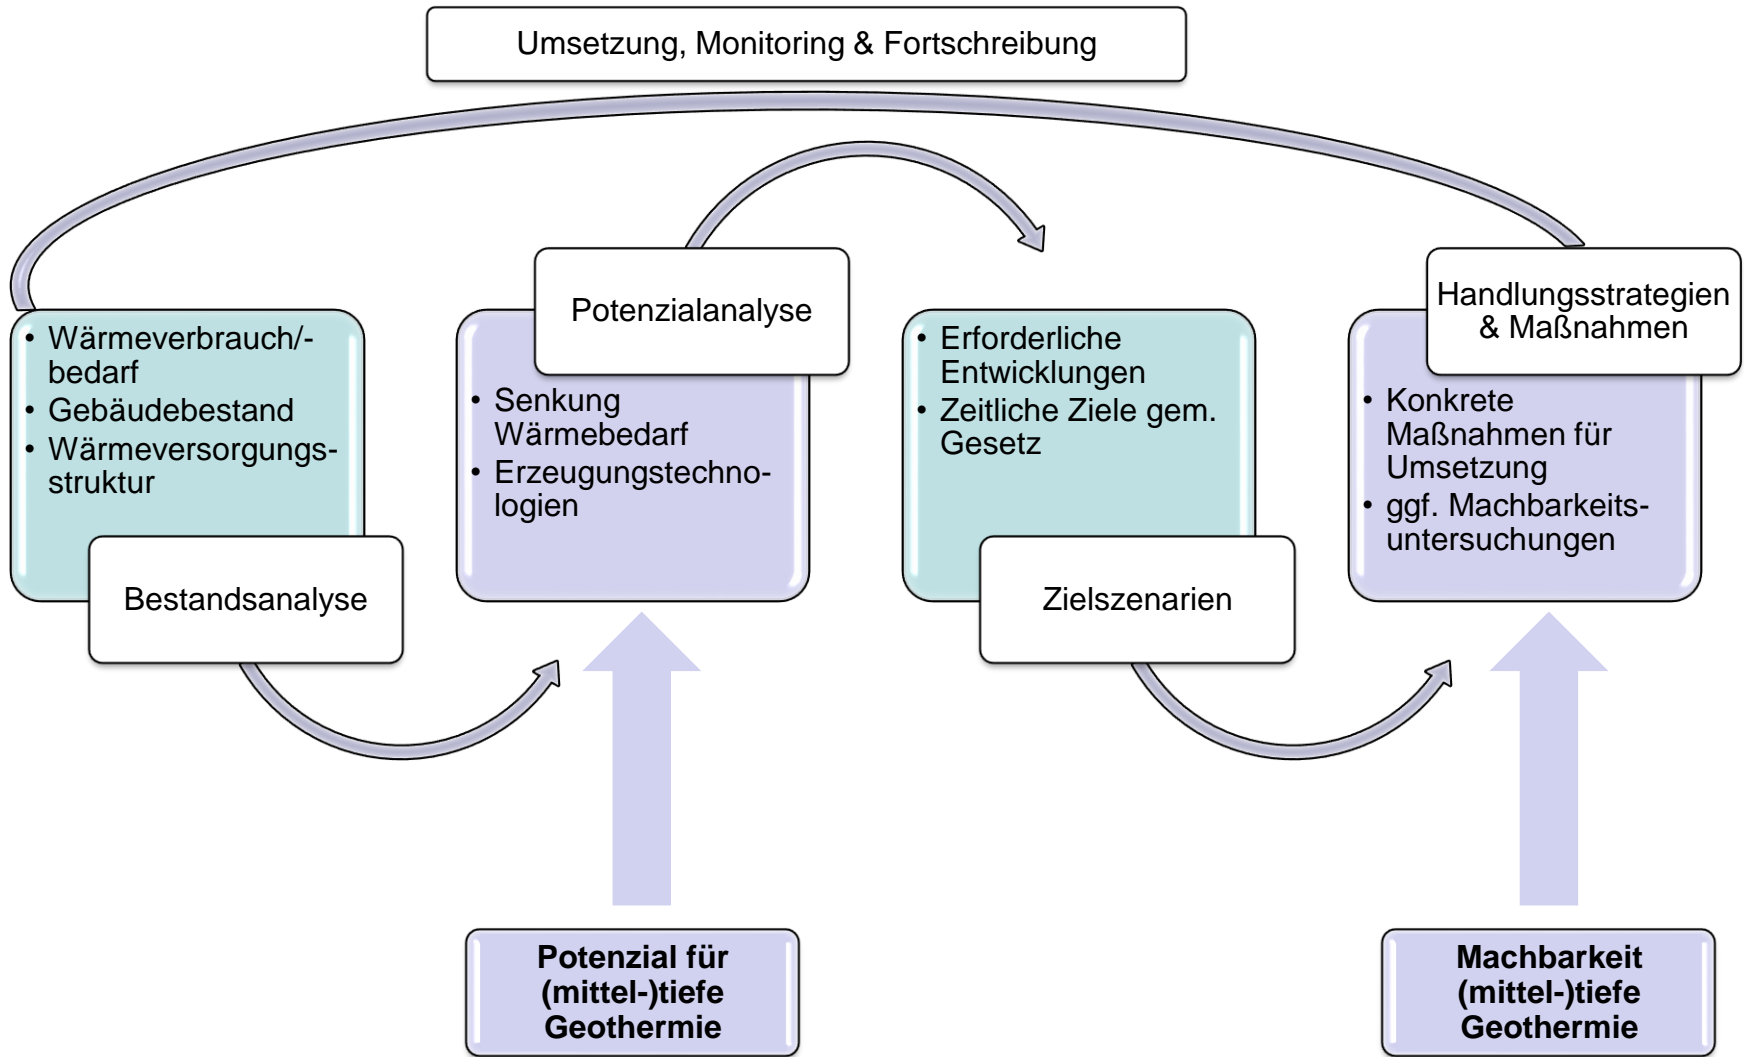 Umsetzung, Monitoring & Fortschreibung
• Wärmeverbrauch/-
bedarf
• Gebäudebestand
• Wärmeversorgungs-
struktur
Bestandsanalyse
Potenzialanalyse
• Senkung
Wärmebedarf
• Erzeugungstechno-
logien
• Erforderliche
Entwicklungen
• Zeitliche Ziele gem.
Gesetz
Zielszenarien
Handlungsstrategien
& Maßnahmen
• Konkrete
Maßnahmen für
Umsetzung
• ggf. Machbarkeits-
untersuchungen
Potenzial für
(mittel-)tiefe
Geothermie
Machbarkeit
(mittel-)tiefe
Geothermie